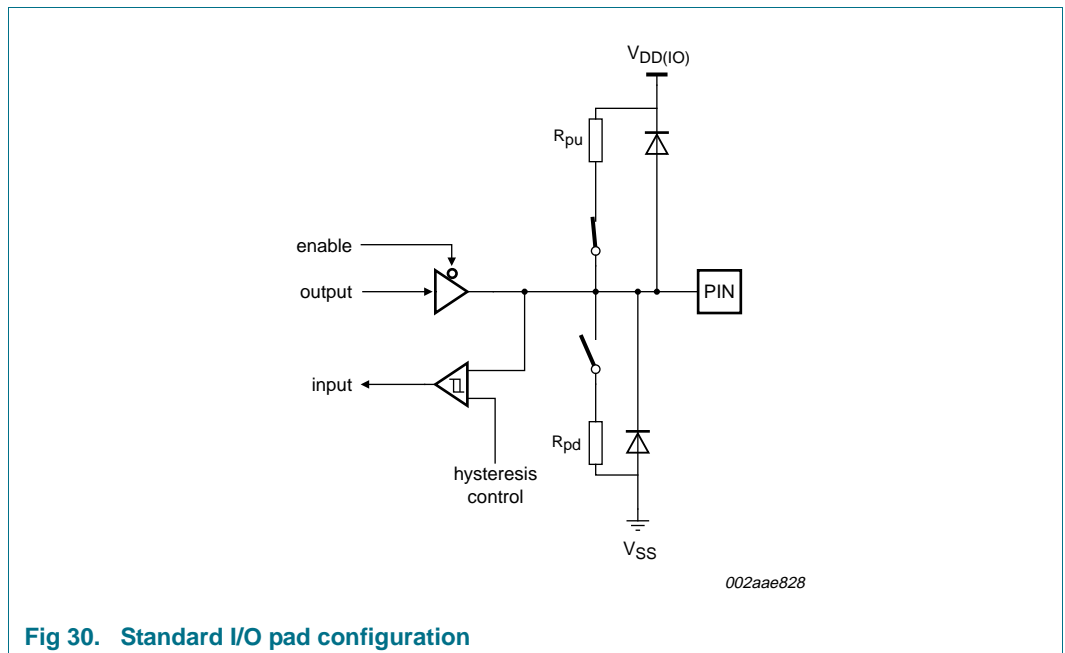 VDD(IO)
Rpu
enable
output
PIN
input
Rpd
hysteresis
control
VSS
002aae828
Fig 30. Standard I/O pad configuration